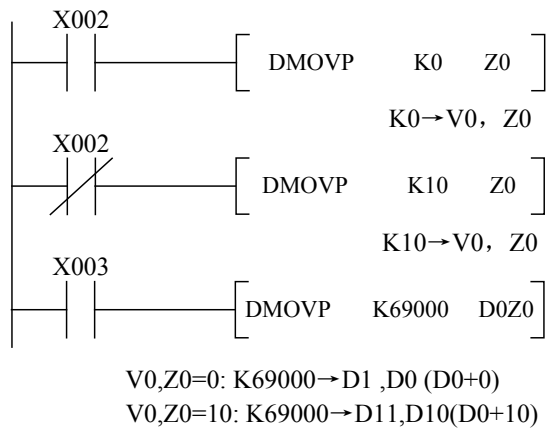 X002
DMOVP K0 Z0
K0→V0，Z0
X002
DMOVP K10 Z0
K10→V0，Z0
X003
DMOVP K69000 D0Z0
V0,Z0=0: K69000→D1 ,D0 (D0+0)
V0,Z0=10: K69000→D11,D10(D0+10)